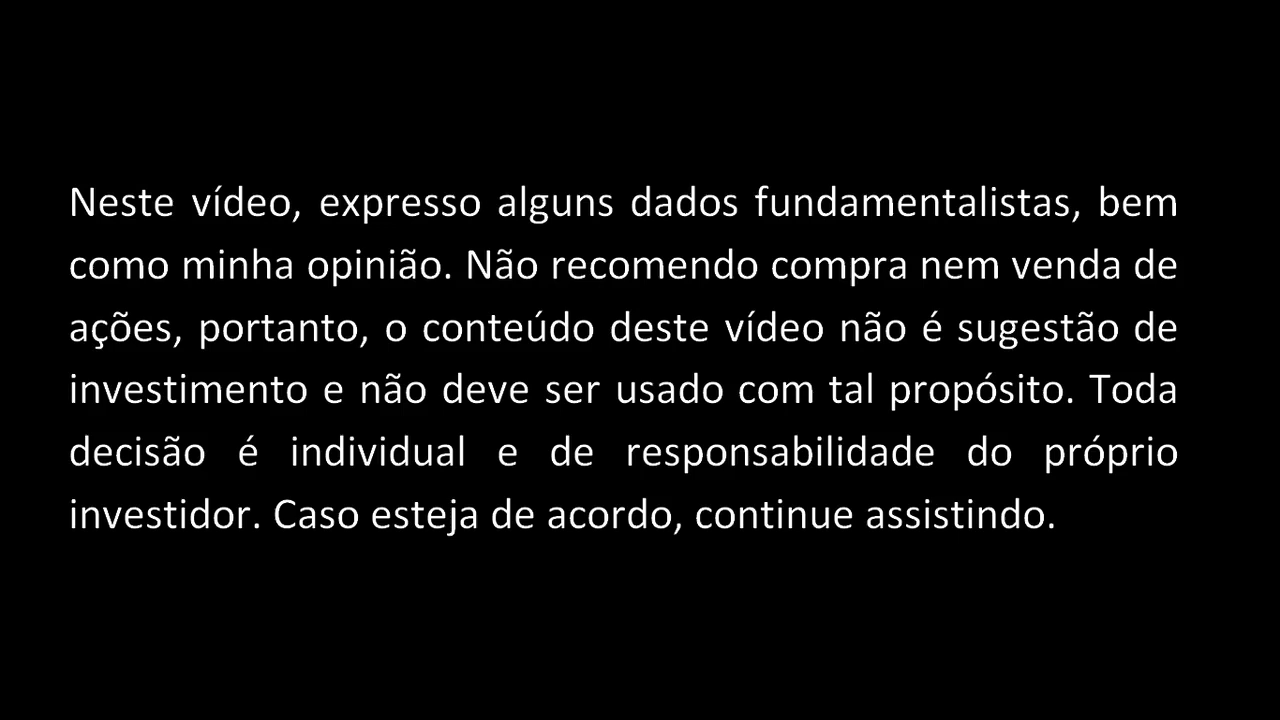 Neste vídeo, expresso alguns dados fundamentalistas, bem
como minha opinião. Não recomendo compra nem venda de
ações, portanto, o conteúdo deste vídeo não é sugestão de
investimento e não deve ser usado com tal propósito. Toda
decisão é individual e de responsabilidade do próprio
investidor. Caso esteja de acordo, continue assistindo.